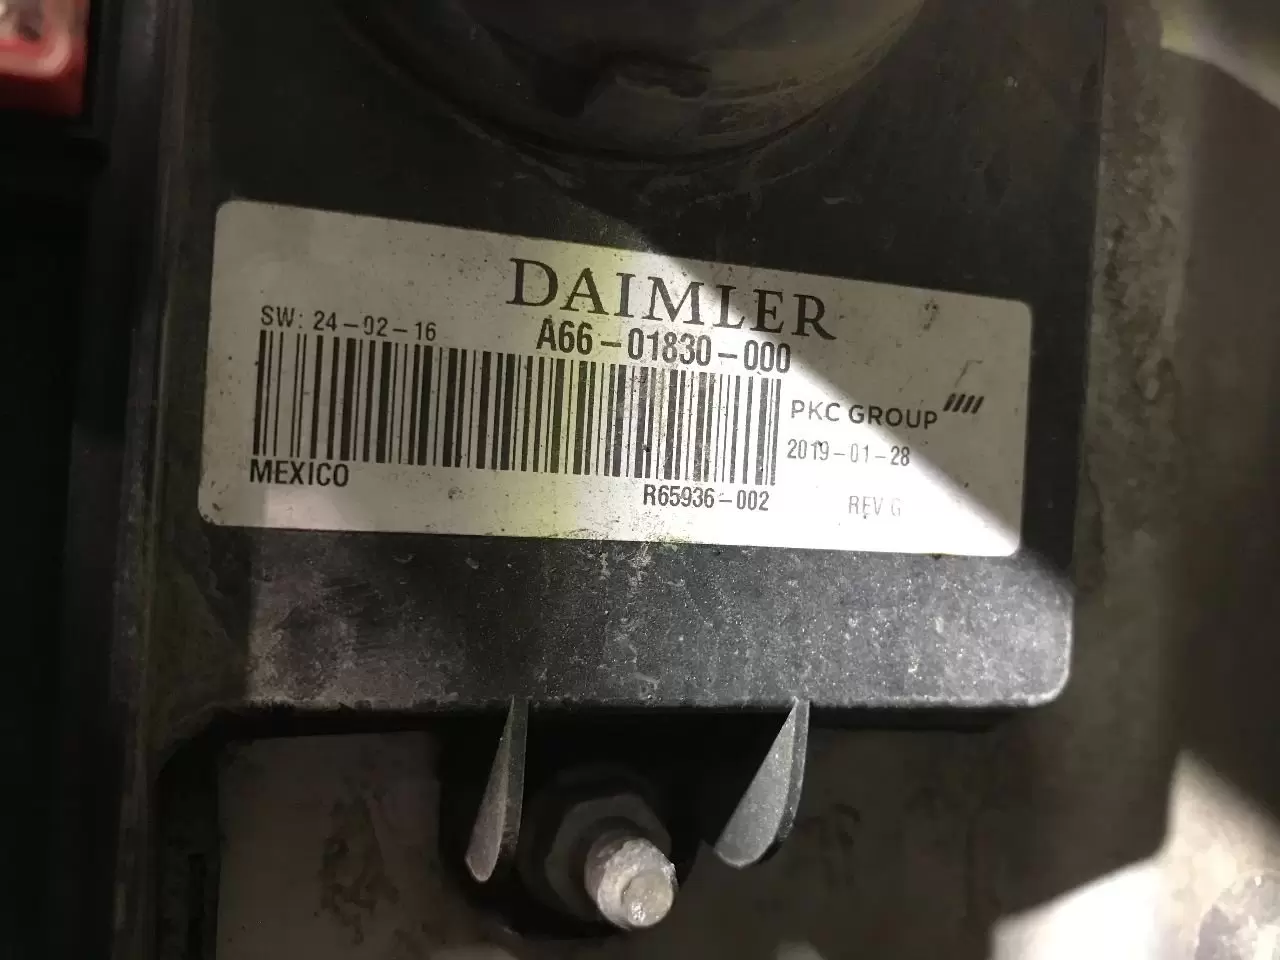 DAIMLER
SW: 24-02-16
A66-01830-000
PKC GROUP
2019-01-28
MEXICO
R65936-002
REV G